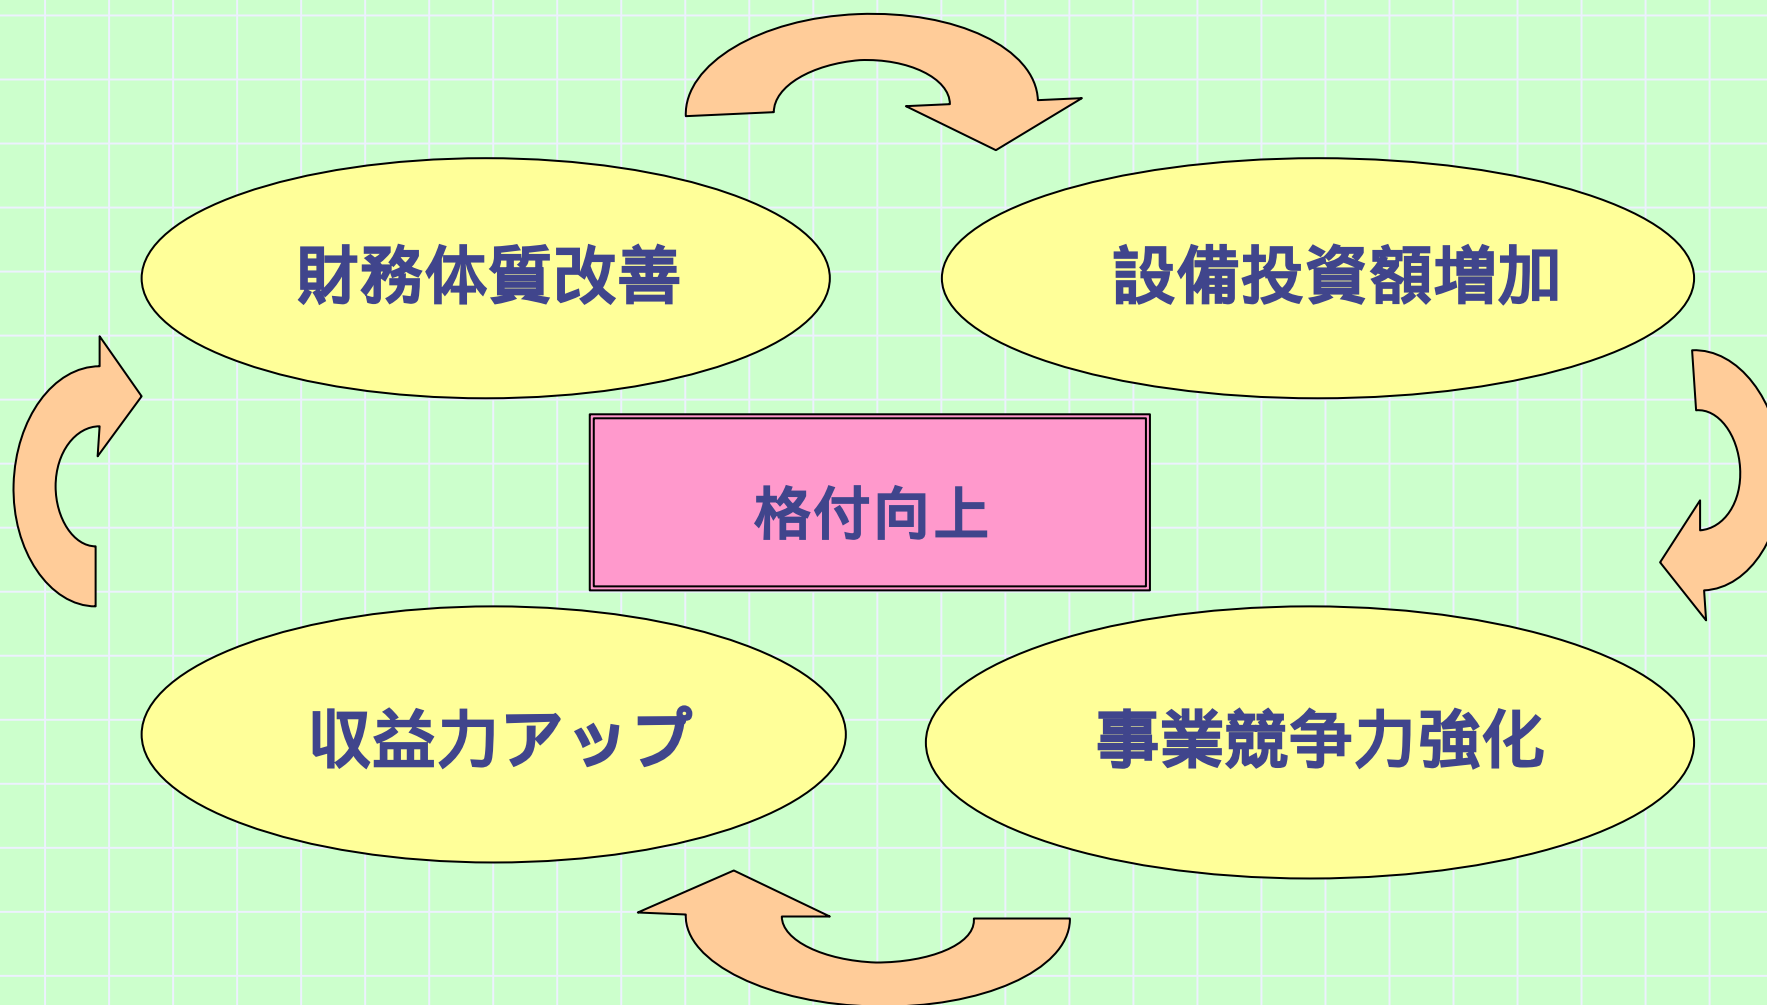 財務体質改善
設備投資額増加
格付向上
収益力アップ
事業競争力強化